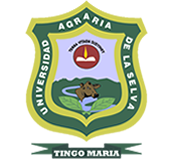 UNIVERSIDAD AGRARIA DE LA SELVA
TINGO MARIA